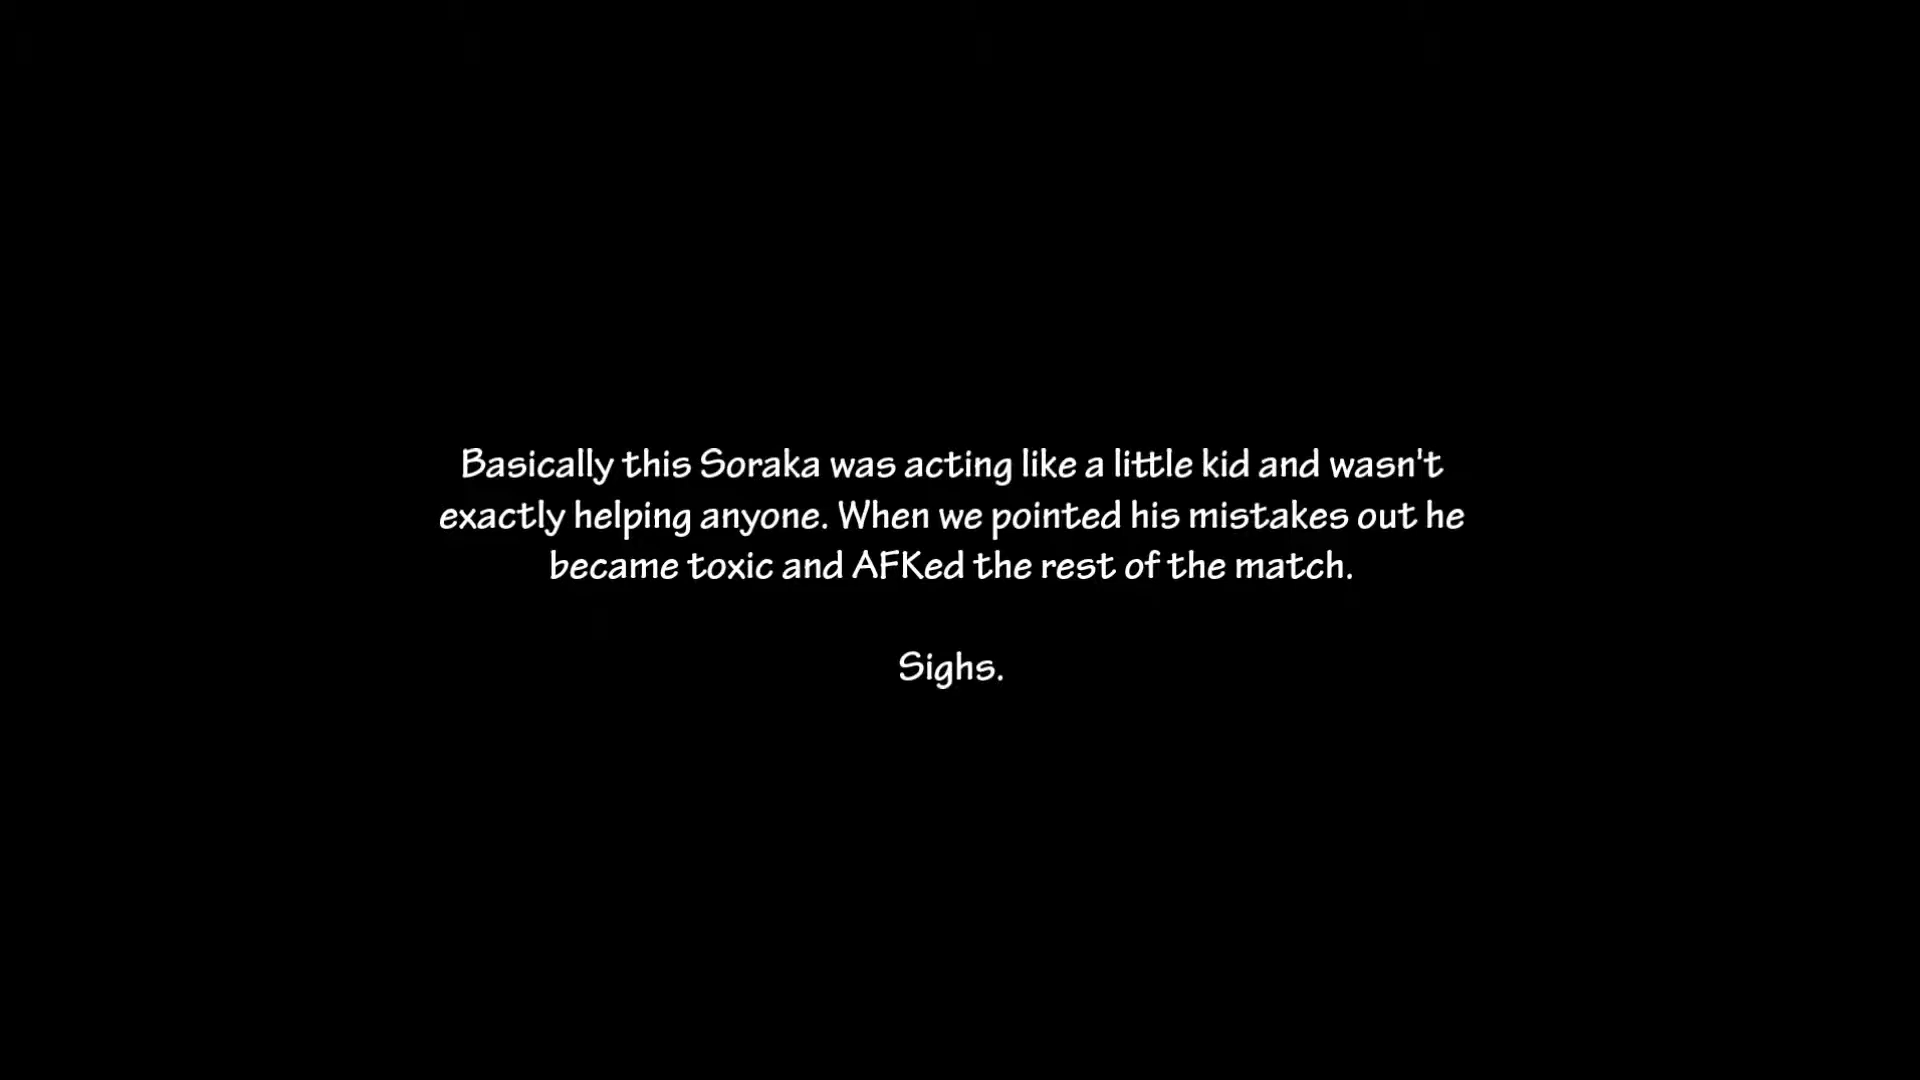 Basically this Soraka was acting like a little kid and wasn't
exactly helping anyone. When we pointed his mistakes out he
became toxic and AFKed the rest of the match.
Sighs.